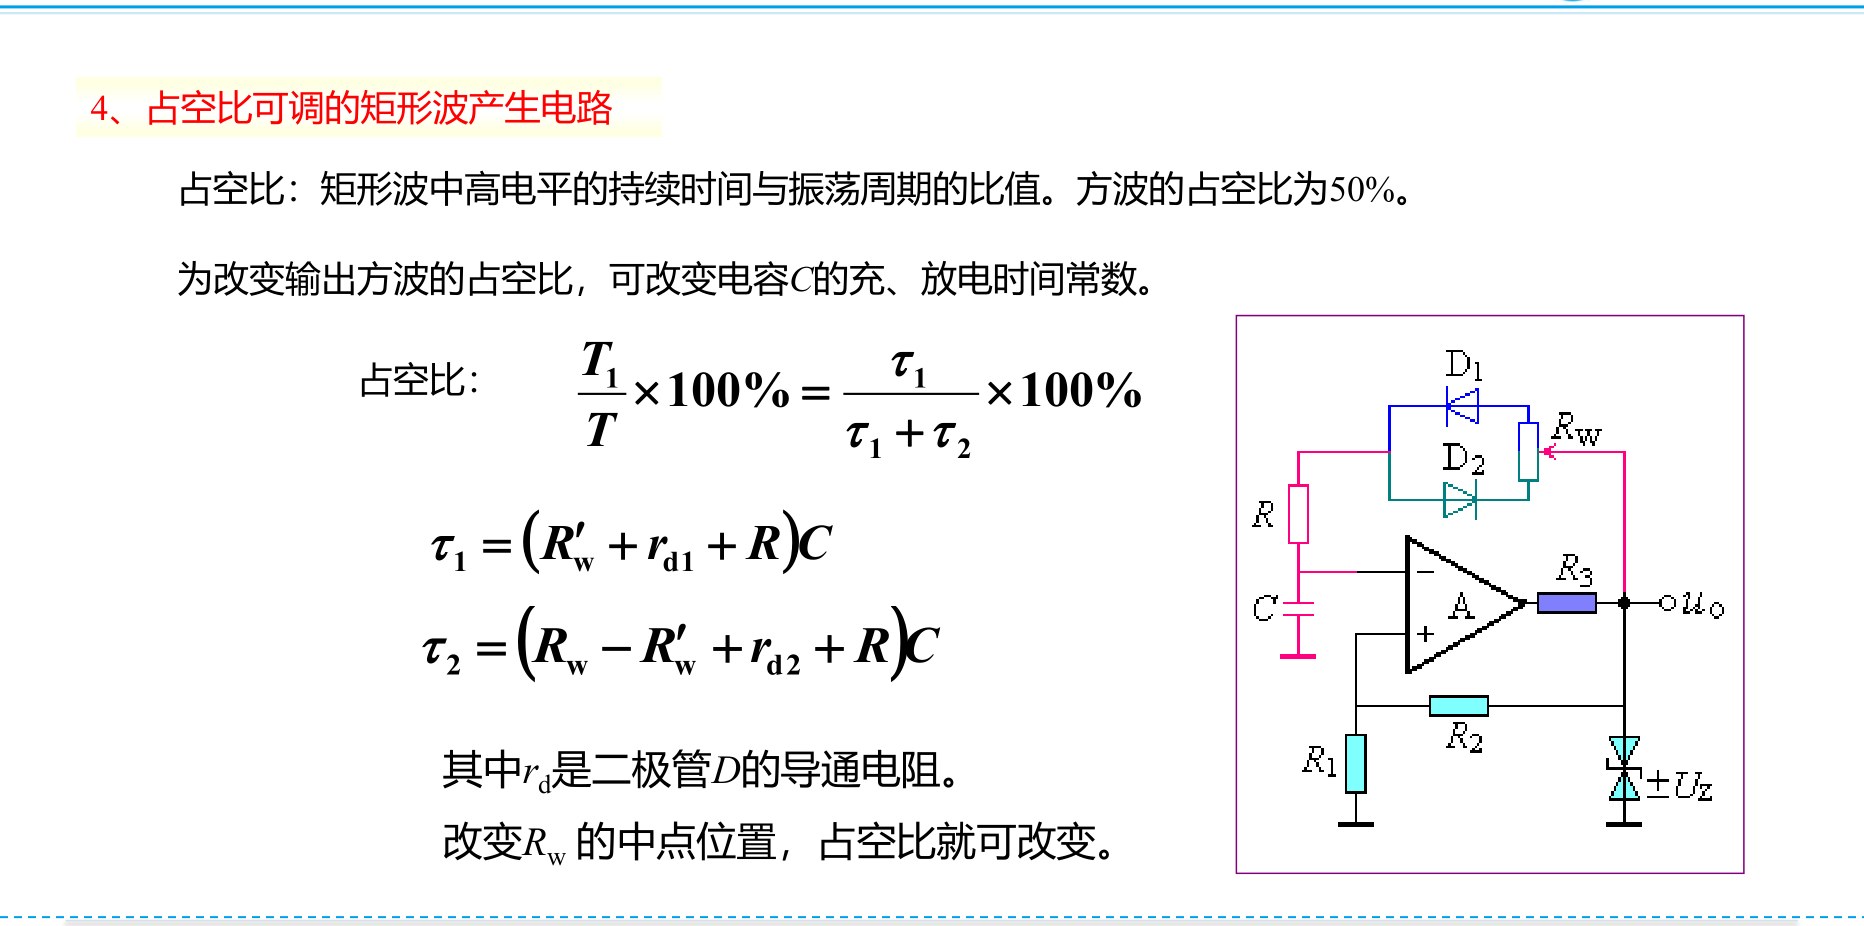 4、占空比可调的矩形波产生电路
占空比：矩形波中高电平的持续时间与振荡周期的比值。方波的占空比为50%。
为改变输出方波的占空比，可改变电容C的充、放电时间常数。
占空比： T₁/T ×100% = τ₁/(τ₁+τ₂) ×100%
τ₁ = (R′w + rd1 + R)C
τ₂ = (Rw − R′w + rd2 + R)C
其中rd是二极管D的导通电阻。
改变Rw 的中点位置，占空比就可改变。
D1
RW
D2
R
R3
− A
C
uo
+
R2
R1
±UZ